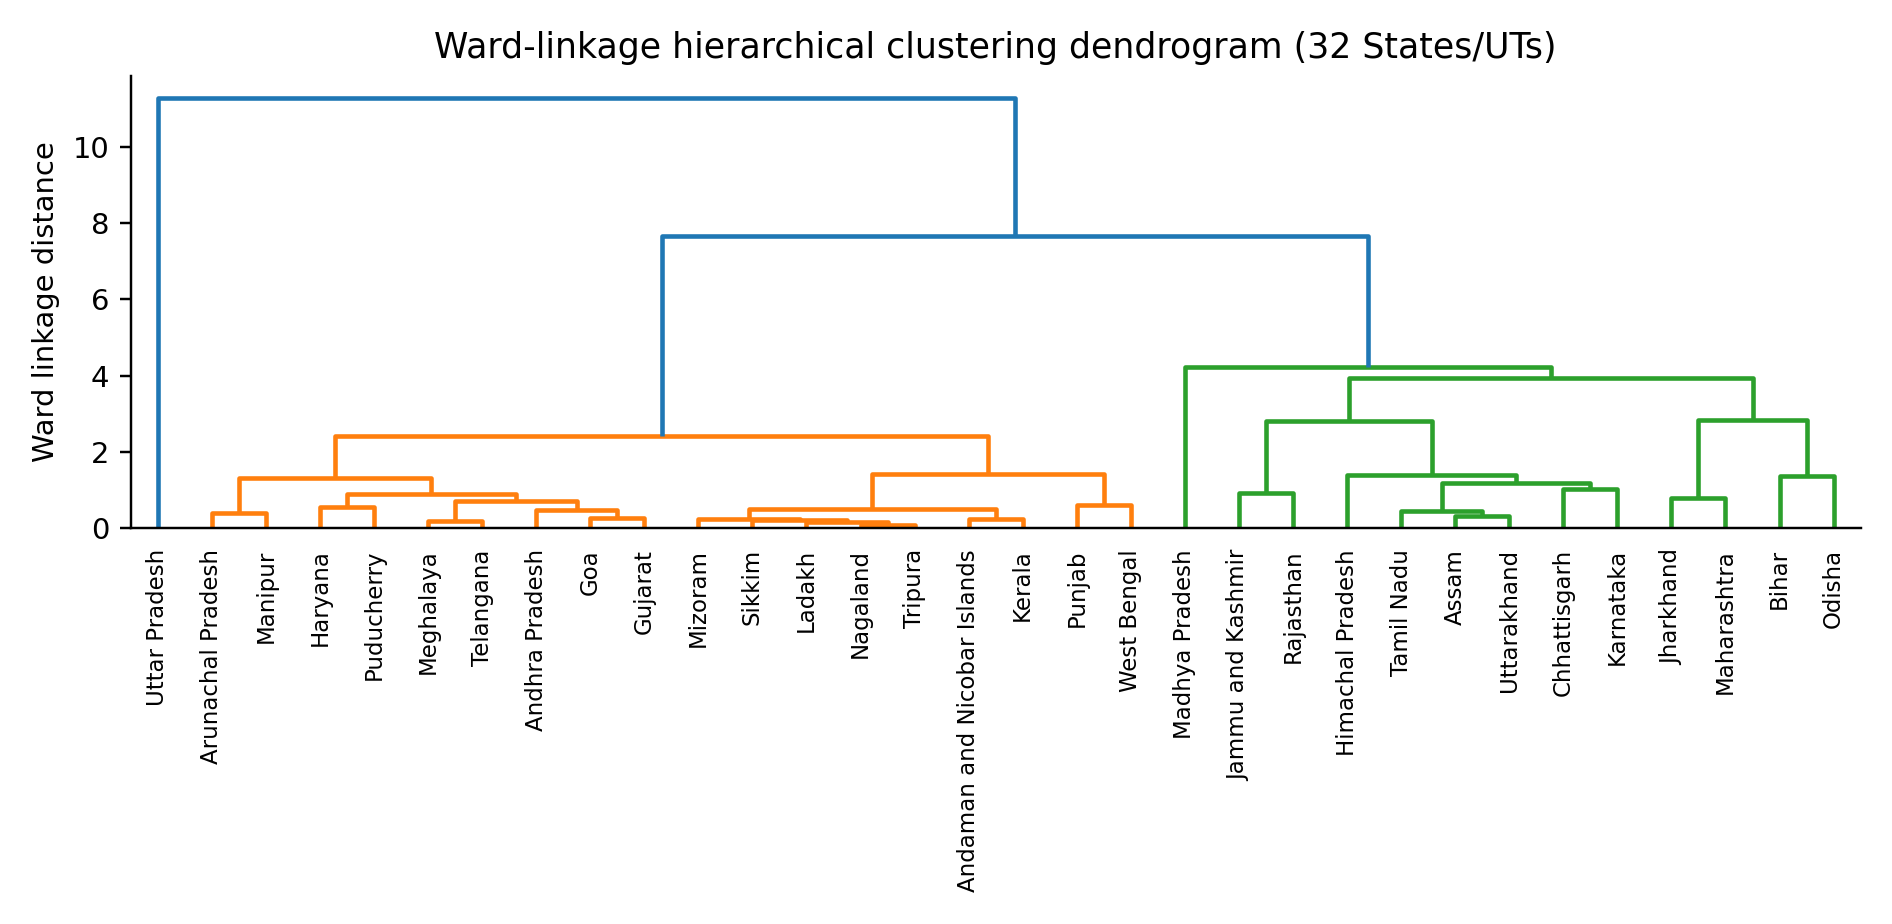 Ward-linkage hierarchical clustering dendrogram (32 States/UTs)
Ward linkage distance
10
8
6
4
2
0
Uttar Pradesh
Arunachal Pradesh
Manipur
Haryana
Puducherry
Meghalaya
Telangana
Andhra Pradesh
Goa
Gujarat
Mizoram
Sikkim
Ladakh
Nagaland
Tripura
Andaman and Nicobar Islands
Kerala
Punjab
West Bengal
Madhya Pradesh
Jammu and Kashmir
Rajasthan
Himachal Pradesh
Tamil Nadu
Assam
Uttarakhand
Chhattisgarh
Karnataka
Jharkhand
Maharashtra
Bihar
Odisha